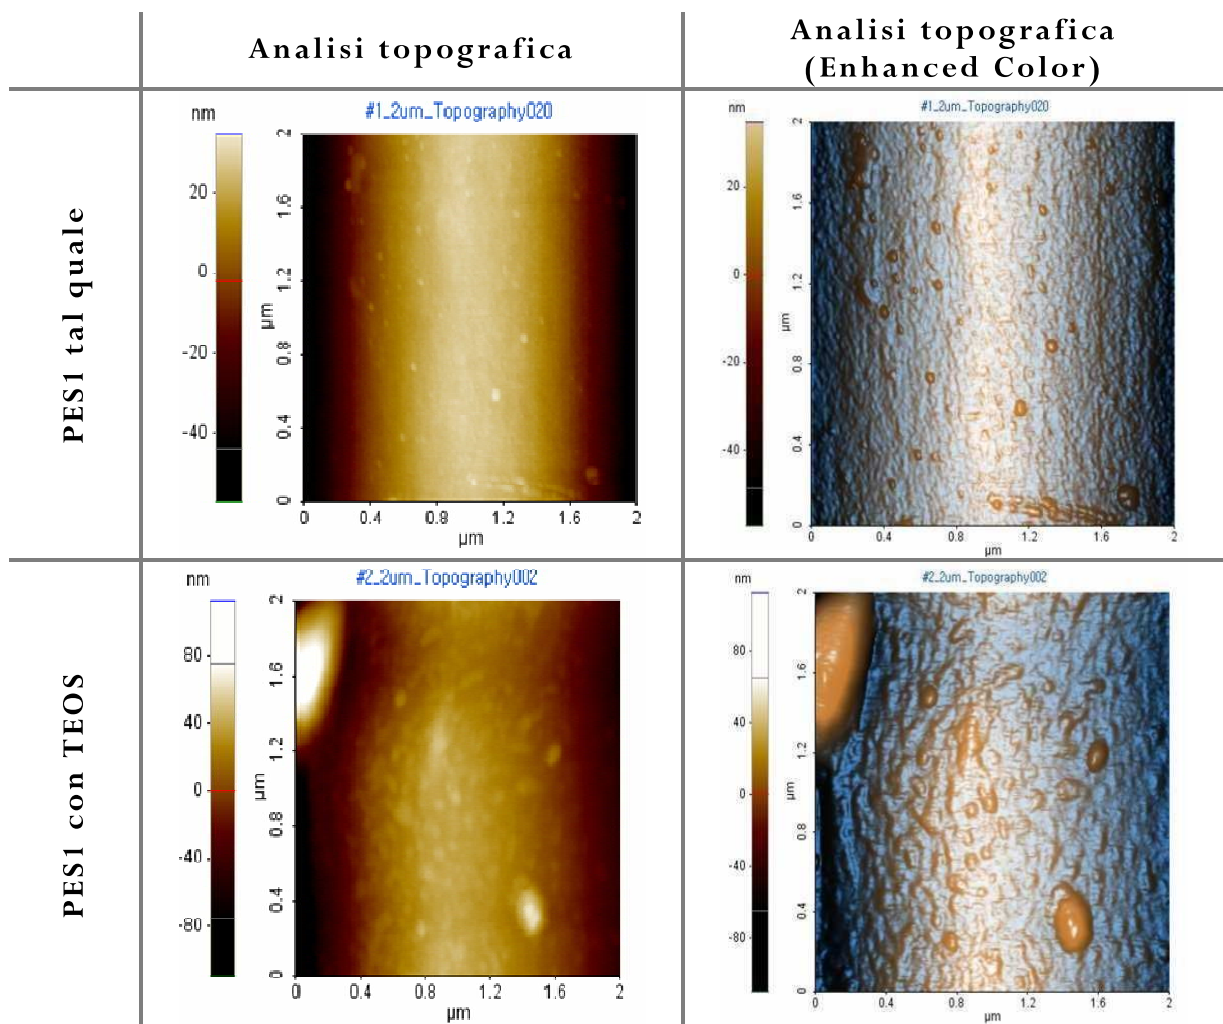 Analisi topografica
Analisi topografica
(Enhanced Color)
PES1 tal quale
nm
#1_2um_Topography020
20
0
-20
-40
µm
2
1.6
1.2
0.8
0.4
0
0 0.4 0.8 1.2 1.6 2
µm
nm
#1_2um_Topography020
20
0
-20
-40
µm
2
1.6
1.2
0.8
0.4
0
0 0.4 0.8 1.2 1.6 2
µm
PES1 con TEOS
nm
#2_2um_Topography002
80
40
0
-40
-80
µm
2
1.6
1.2
0.8
0.4
0
0 0.4 0.8 1.2 1.6 2
µm
nm
#2_2um_Topography002
80
40
0
-40
-80
µm
2
1.6
1.2
0.8
0.4
0
0 0.4 0.8 1.2 1.6 2
µm